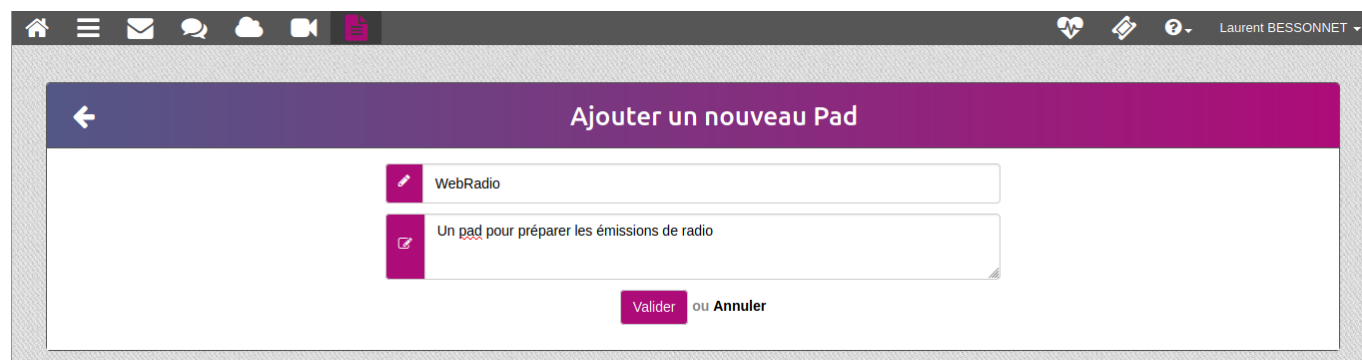 Laurent BESSONNET
Ajouter un nouveau Pad
WebRadio
Un pad pour préparer les émissions de radio
Valider ou Annuler